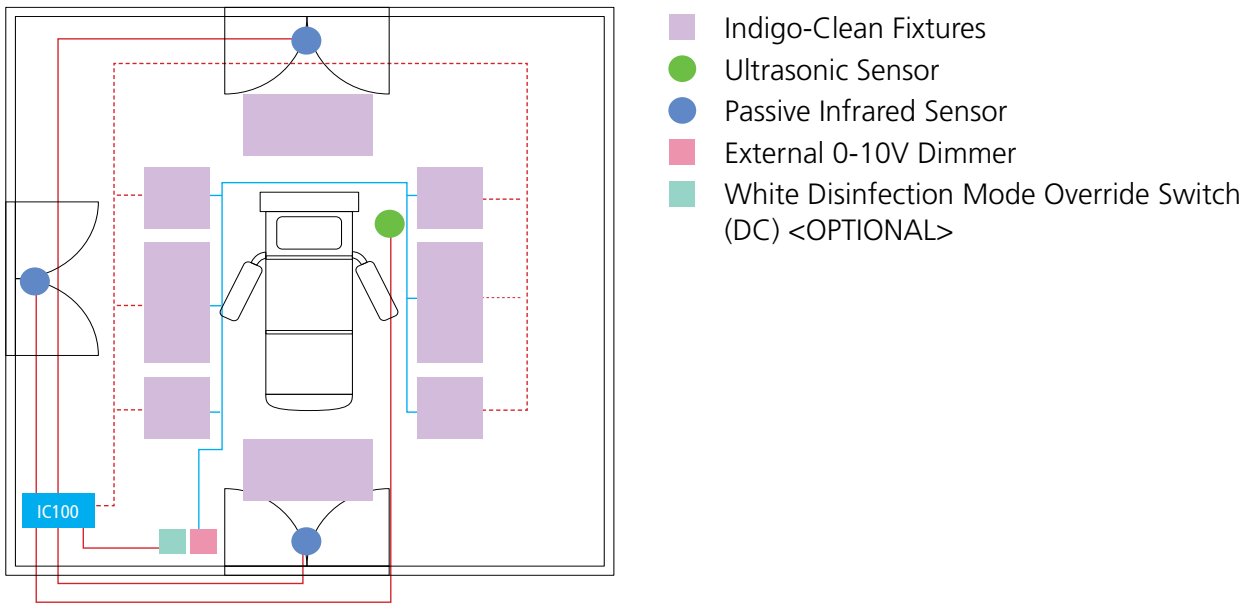 Indigo-Clean Fixtures
Ultrasonic Sensor
Passive Infrared Sensor
External 0-10V Dimmer
White Disinfection Mode Override Switch
(DC) <OPTIONAL>
IC100